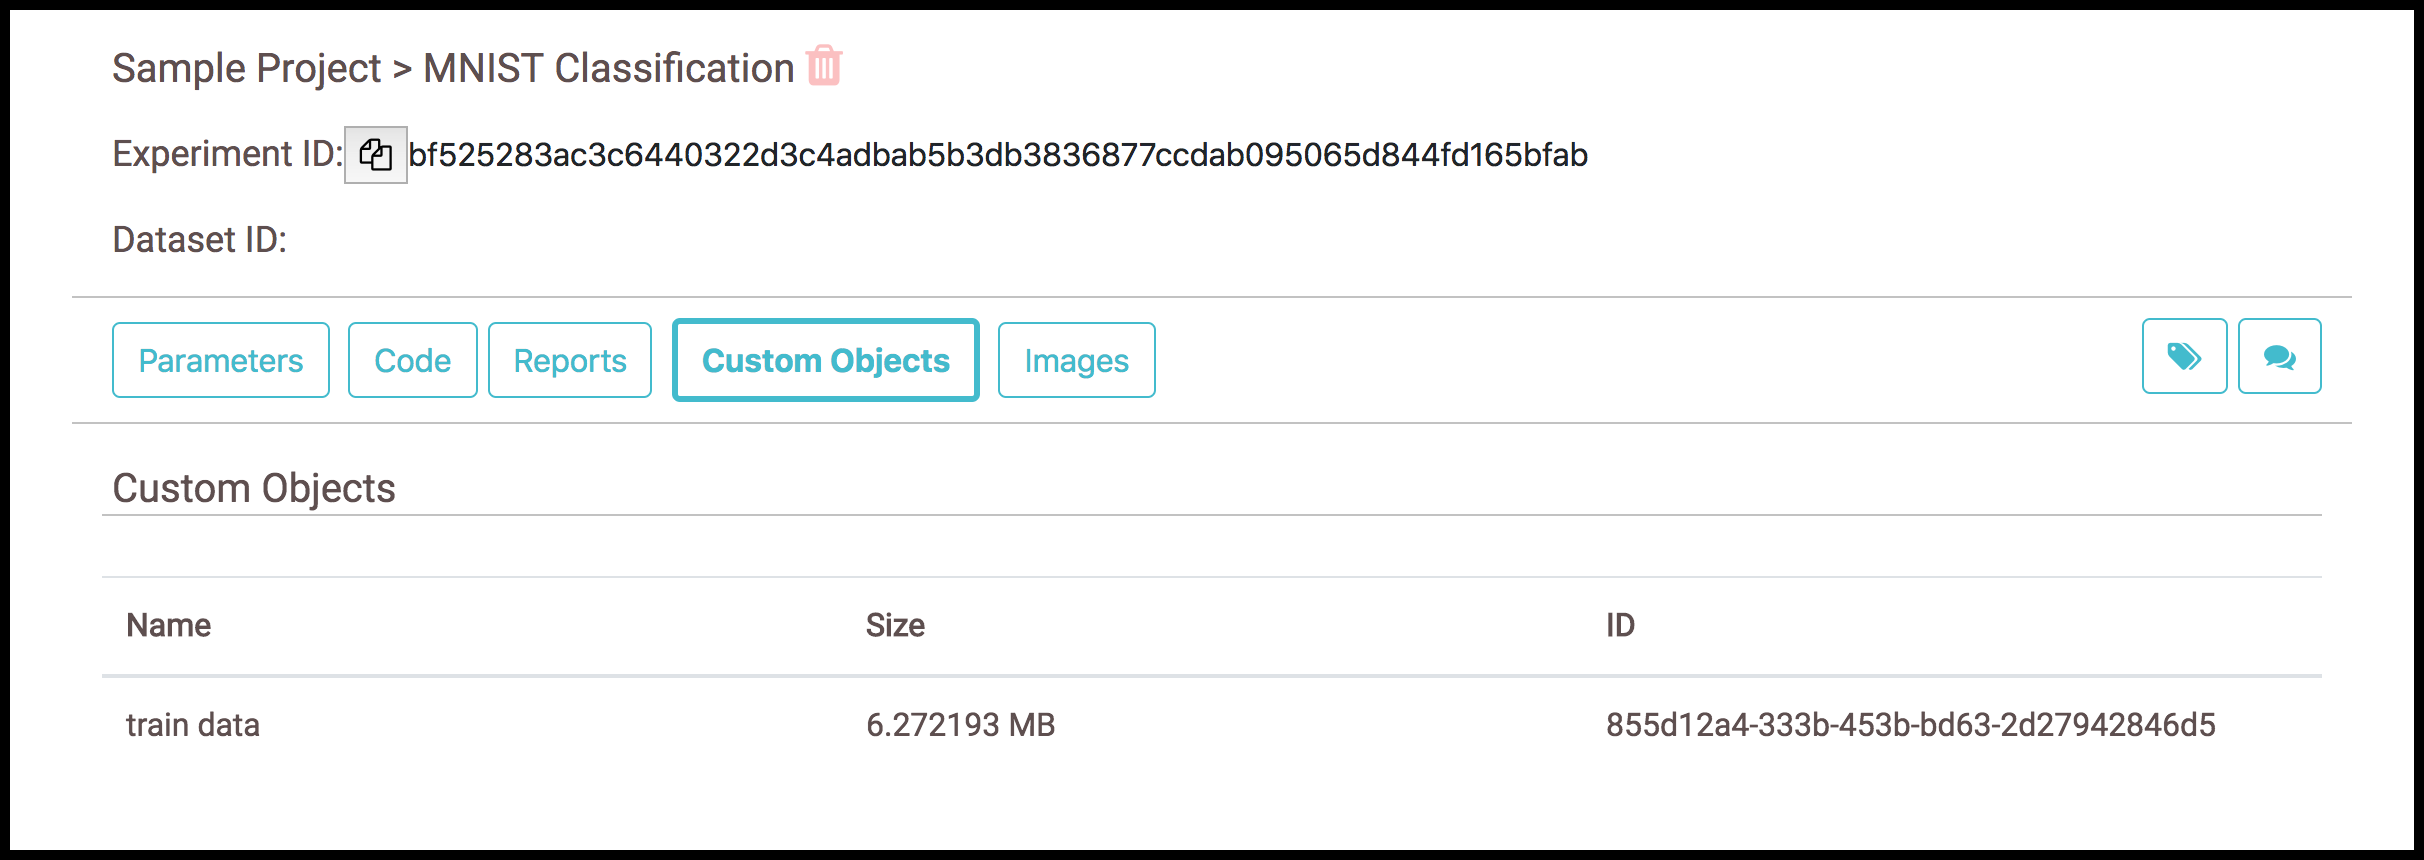 Sample Project > MNIST Classification
Experiment ID: bf525283ac3c6440322d3c4adbab5b3db3836877ccdab095065d844fd165bfab
Dataset ID:
Parameters Code Reports Custom Objects Images
Custom Objects
Name Size ID
train data 6.272193 MB 855d12a4-333b-453b-bd63-2d27942846d5